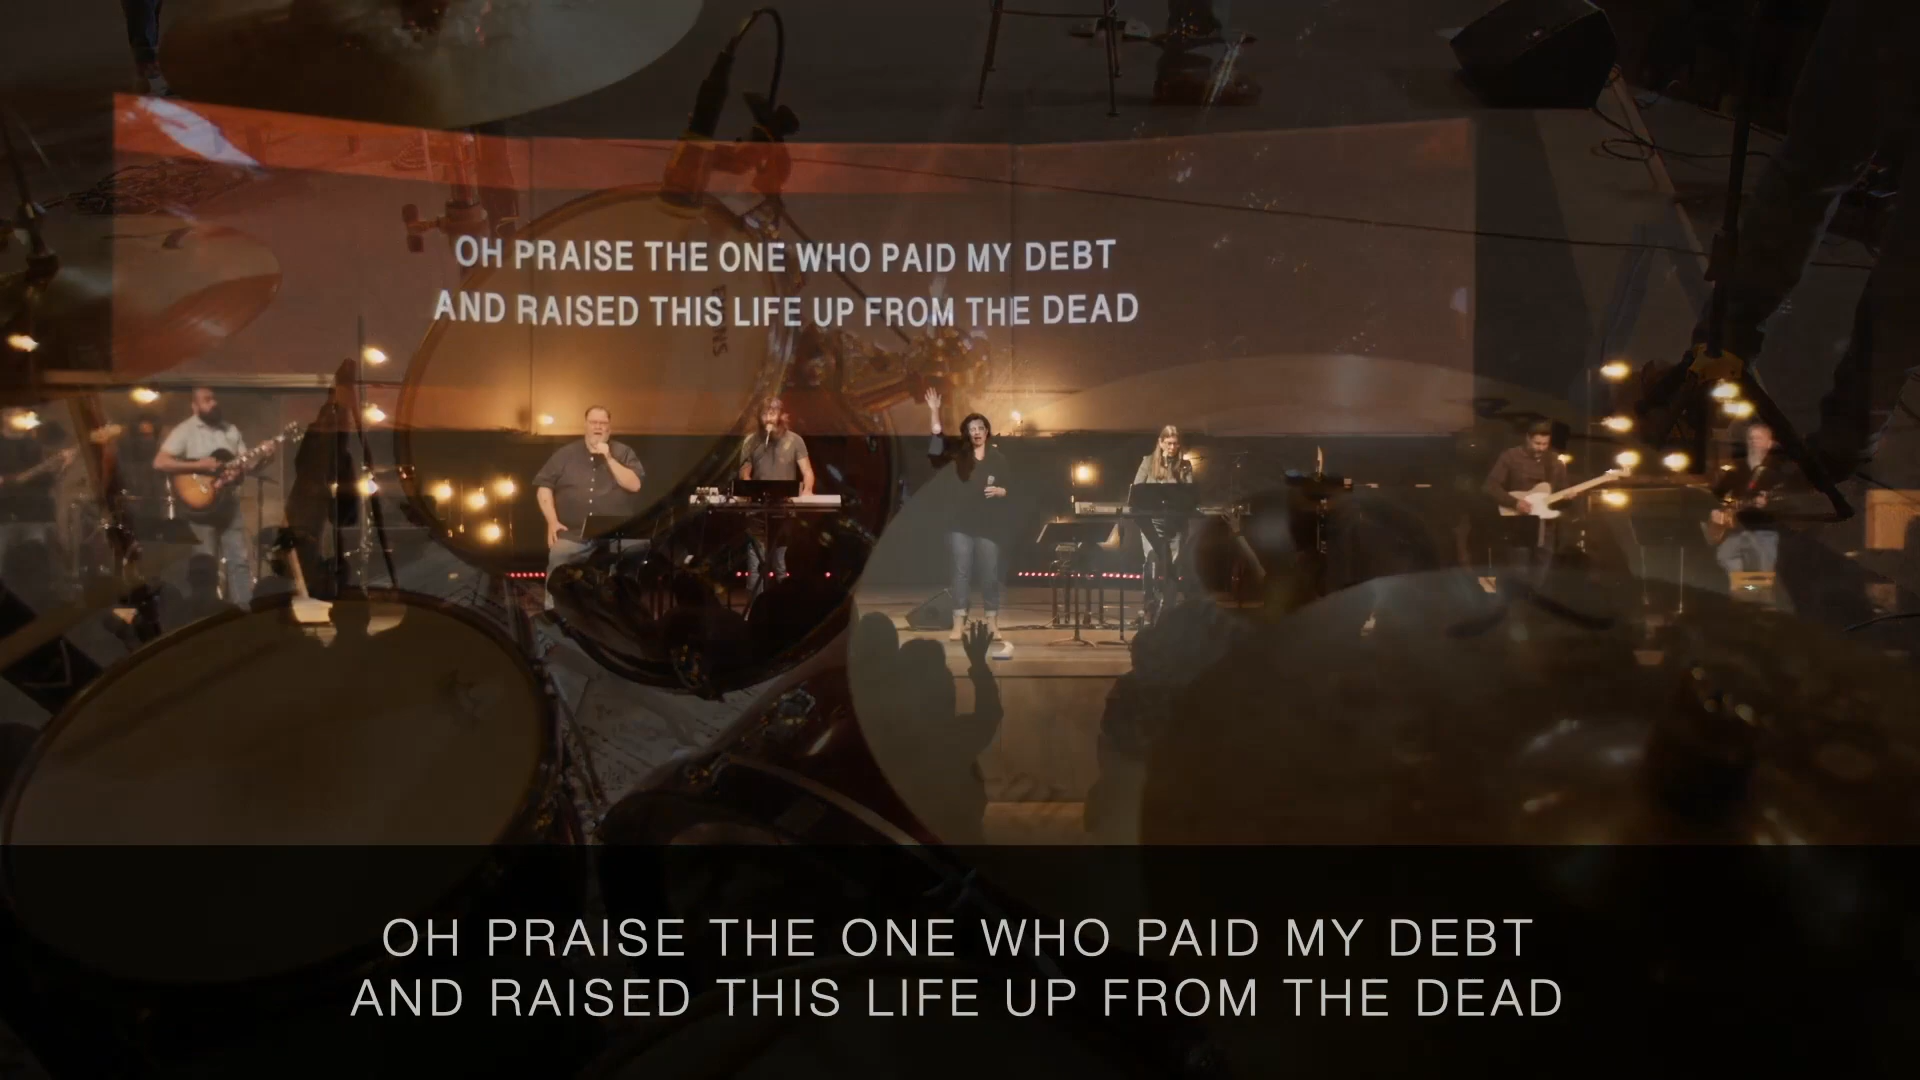 OH PRAISE THE ONE WHO PAID MY DEBT
AND RAISED THIS LIFE UP FROM THE DEAD
OH PRAISE THE ONE WHO PAID MY DEBT
AND RAISED THIS LIFE UP FROM THE DEAD